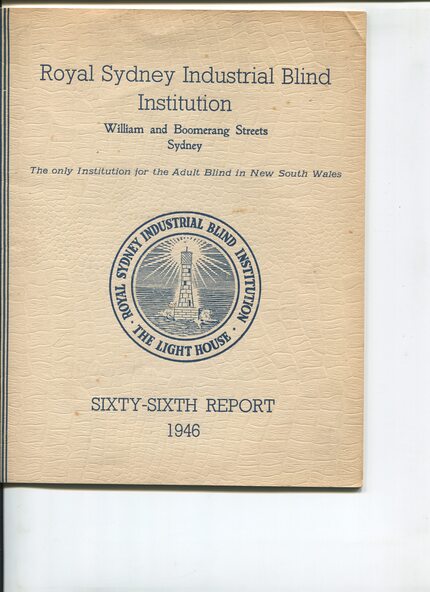 Royal Sydney Industrial Blind
Institution
William and Boomerang Streets
Sydney
The only Institution for the Adult Blind in New South Wales
ROYAL SYDNEY INDUSTRIAL BLIND INSTITUTION
· THE LIGHT HOUSE ·
SIXTY-SIXTH REPORT
1946